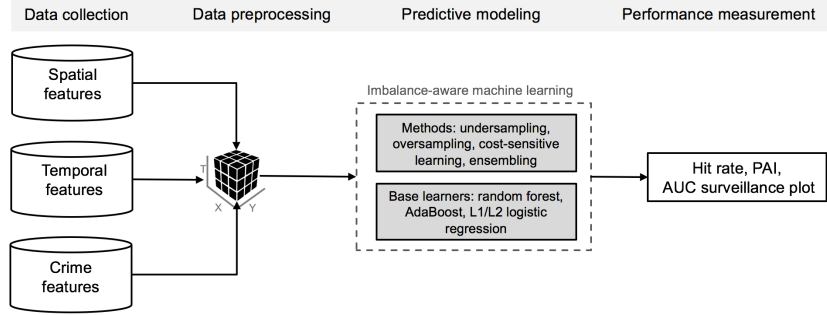 Data collection
Data preprocessing
Predictive modeling
Performance measurement
Spatial
features
Temporal
features
Crime
features
T
X
Y
Imbalance-aware machine learning
Methods: undersampling,
oversampling, cost-sensitive
learning, ensembling
Base learners: random forest,
AdaBoost, L1/L2 logistic
regression
Hit rate, PAI,
AUC surveillance plot